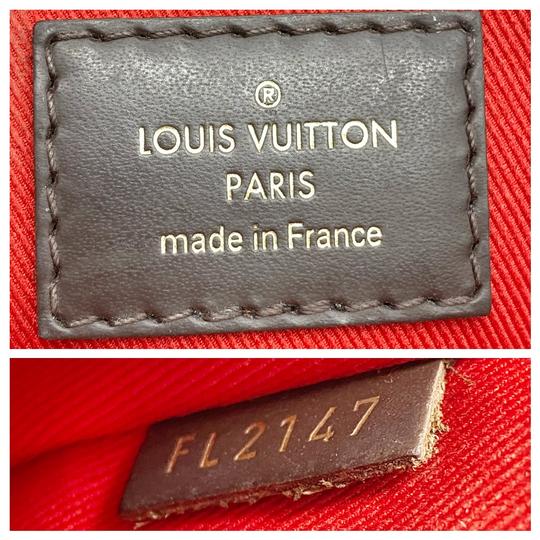 ®
LOUIS VUITTON
PARIS
made in France
FL2147